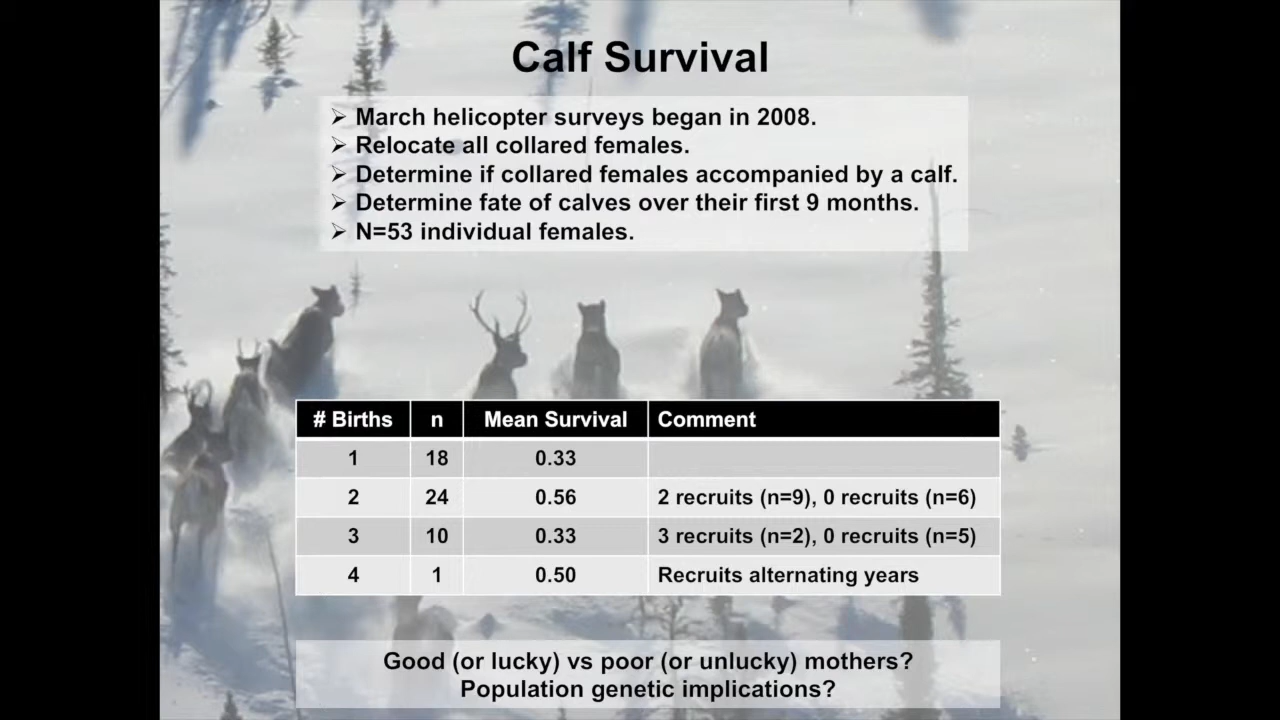 Calf Survival
➢ March helicopter surveys began in 2008.
➢ Relocate all collared females.
➢ Determine if collared females accompanied by a calf.
➢ Determine fate of calves over their first 9 months.
➢ N=53 individual females.
# Births n Mean Survival Comment
1 18 0.33
2 24 0.56 2 recruits (n=9), 0 recruits (n=6)
3 10 0.33 3 recruits (n=2), 0 recruits (n=5)
4 1 0.50 Recruits alternating years
Good (or lucky) vs poor (or unlucky) mothers?
Population genetic implications?